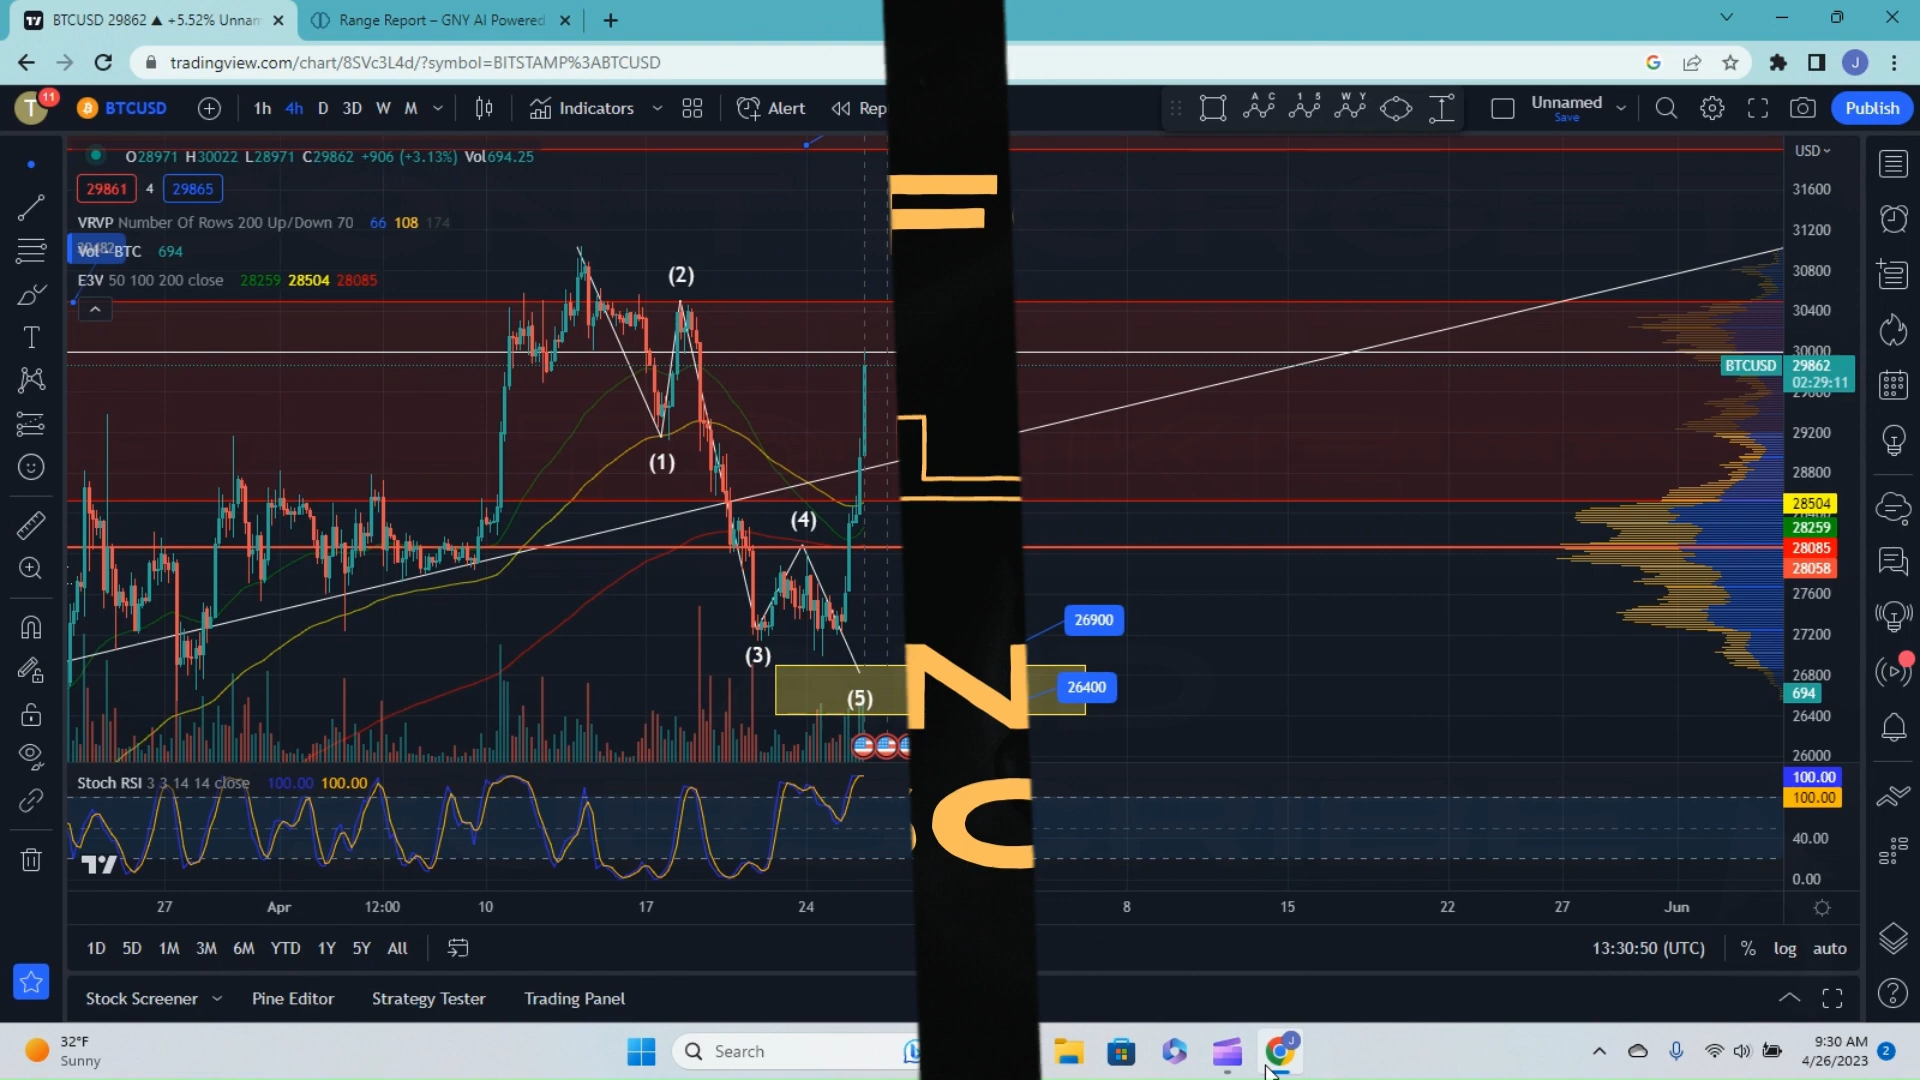 BTCUSD 29862 ▲ +5.52% Unnam
Range Report – GNY AI Powered
tradingview.com/chart/8SVc3L4d/?symbol=BITSTAMP%3ABTCUSD
J
T
11
BTCUSD
1h 4h D 3D W M
Indicators
Alert
Rep
Unnamed
Save
Publish
O28971 H30022 L28971 C29862 +906 (+3.13%) Vol694.25
29861 4 29865
VRVP Number Of Rows 200 Up/Down 70 66 108 174
Vol · BTC 694
E3V 50 100 200 close 28259 28504 28085
(1)
(2)
(3)
(4)
(5)
26900
26400
N
C
USD
31600
31200
30800
30400
30000
BTCUSD 29862
02:29:11
29200
28800
28504
28259
28085
28058
27600
27200
26800
694
26400
26000
Stoch RSI 3 3 14 14 close 100.00 100.00
100.00
100.00
40.00
0.00
27 Apr 12:00 10 17 24 8 15 22 27 Jun
1D 5D 1M 3M 6M YTD 1Y 5Y All
13:30:50 (UTC) % log auto
Stock Screener Pine Editor Strategy Tester Trading Panel
32°F
Sunny
Search
9:30 AM
4/26/2023
2